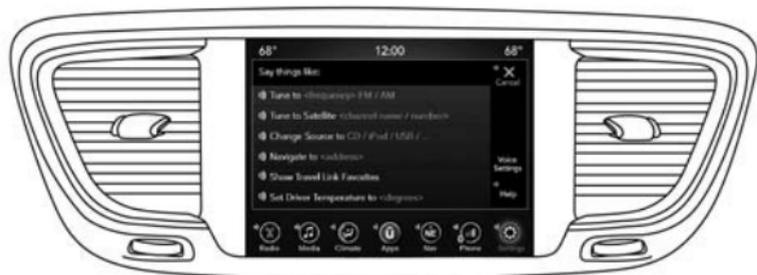 68° 12:00 68°
Say things like:
Cancel
Tune to <frequency> FM / AM
Tune to Satellite <channel name / number>
Change Source to CD / iPod / USB / ...
Navigate to <address>
Show Travel Link Favorites
Set Driver Temperature to <degrees>
Voice
Settings
Help
Radio Media Climate Apps Nav Phone Settings